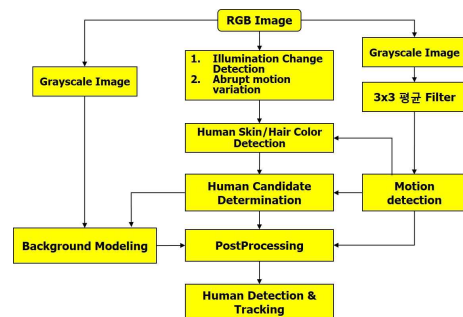 RGB Image
Grayscale Image
1. Illumination Change
Detection
2. Abrupt motion
variation
Grayscale Image
3x3 평균 Filter
Human Skin/Hair Color
Detection
Human Candidate
Determination
Motion
detection
Background Modeling
PostProcessing
Human Detection &
Tracking